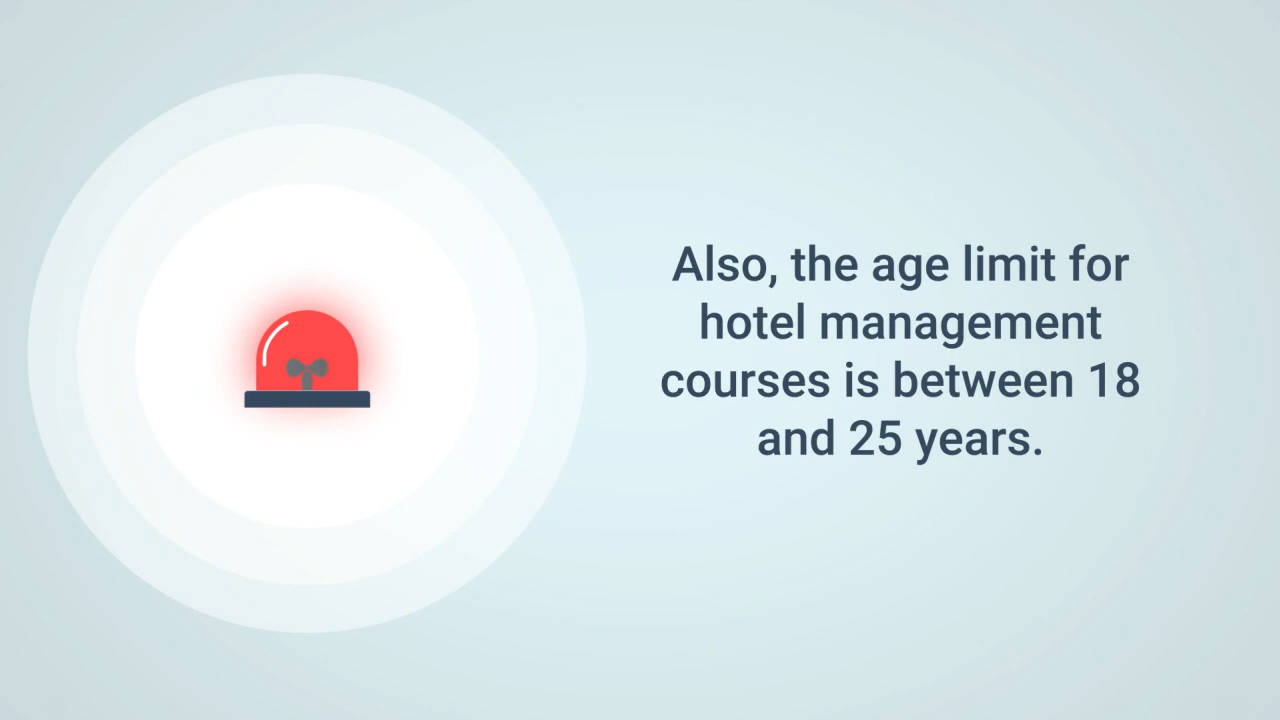 Also, the age limit for
hotel management
courses is between 18
and 25 years.